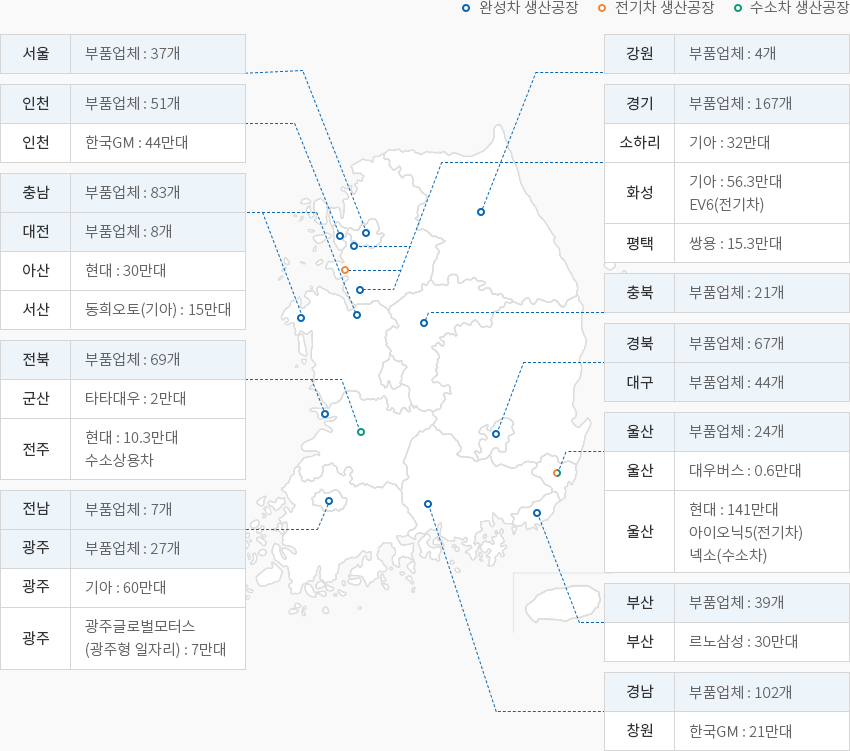 완성차 생산공장 전기차 생산공장 수소차 생산공장
서울 부품업체 : 37개
인천 부품업체 : 51개
인천 한국GM : 44만대
충남 부품업체 : 83개
대전 부품업체 : 8개
아산 현대 : 30만대
서산 동희오토(기아) : 15만대
전북 부품업체 : 69개
군산 타타대우 : 2만대
전주 현대 : 10.3만대
수소상용차
전남 부품업체 : 7개
광주 부품업체 : 27개
광주 기아 : 60만대
광주 광주글로벌모터스
(광주형 일자리) : 7만대
강원 부품업체 : 4개
경기 부품업체 : 167개
소하리 기아 : 32만대
화성 기아 : 56.3만대
EV6(전기차)
평택 쌍용 : 15.3만대
충북 부품업체 : 21개
경북 부품업체 : 67개
대구 부품업체 : 44개
울산 부품업체 : 24개
울산 대우버스 : 0.6만대
울산 현대 : 141만대
아이오닉5(전기차)
넥소(수소차)
부산 부품업체 : 39개
부산 르노삼성 : 30만대
경남 부품업체 : 102개
창원 한국GM : 21만대